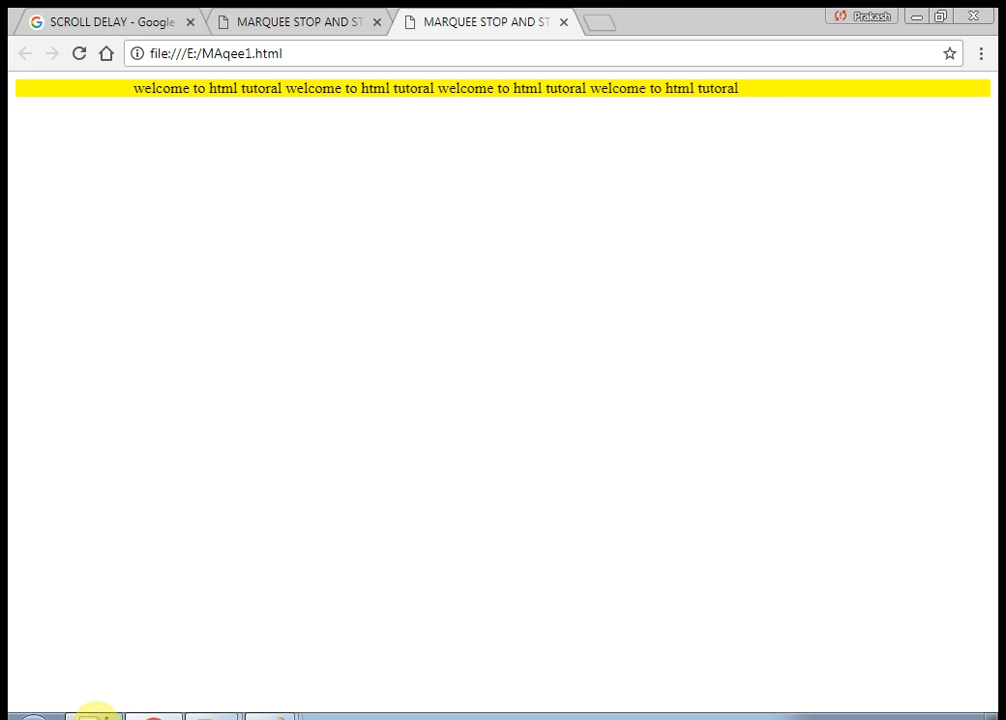 SCROLL DELAY - Google
MARQUEE STOP AND ST
MARQUEE STOP AND ST
Prakash
file:///E:/MAqee1.html
welcome to html tutoral welcome to html tutoral welcome to html tutoral welcome to html tutoral